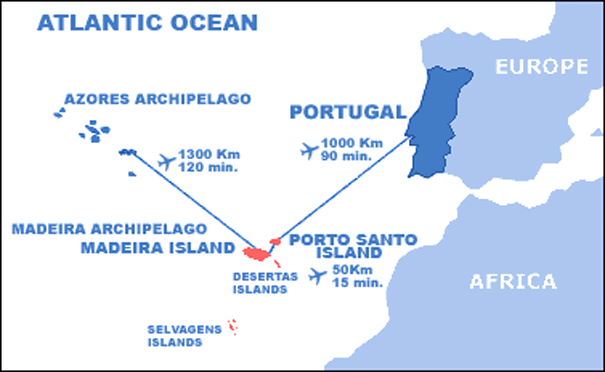 ATLANTIC OCEAN
EUROPE
AZORES ARCHIPELAGO
PORTUGAL
1000 Km
90 min.
1300 Km
120 min.
MADEIRA ARCHIPELAGO
MADEIRA ISLAND
PORTO SANTO
ISLAND
DESERTAS
ISLANDS
50Km
15 min.
AFRICA
SELVAGENS
ISLANDS